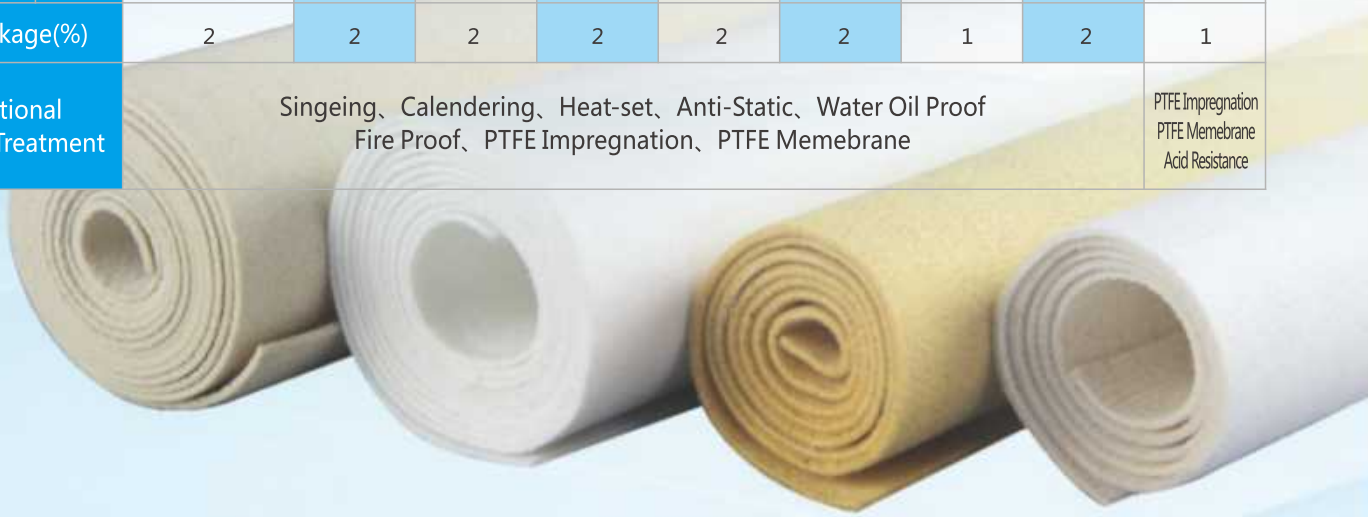 kage(%) 2 2 2 2 2 2 1 2 1
tional
Treatment
Singeing、Calendering、Heat-set、Anti-Static、Water Oil Proof
Fire Proof、PTFE Impregnation、PTFE Memebrane
PTFE Impregnation
PTFE Memebrane
Acid Resistance